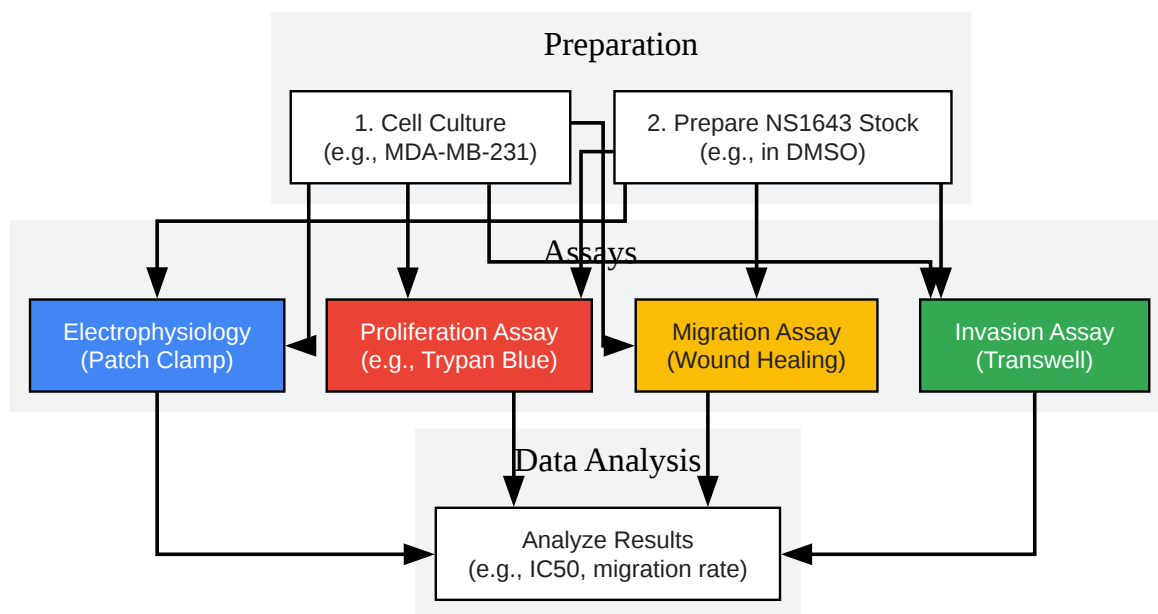 Preparation
1. Cell Culture
(e.g., MDA-MB-231)
2. Prepare NS1643 Stock
(e.g., in DMSO)
Assays
Electrophysiology
(Patch Clamp)
Proliferation Assay
(e.g., Trypan Blue)
Migration Assay
(Wound Healing)
Invasion Assay
(Transwell)
Data Analysis
Analyze Results
(e.g., IC50, migration rate)